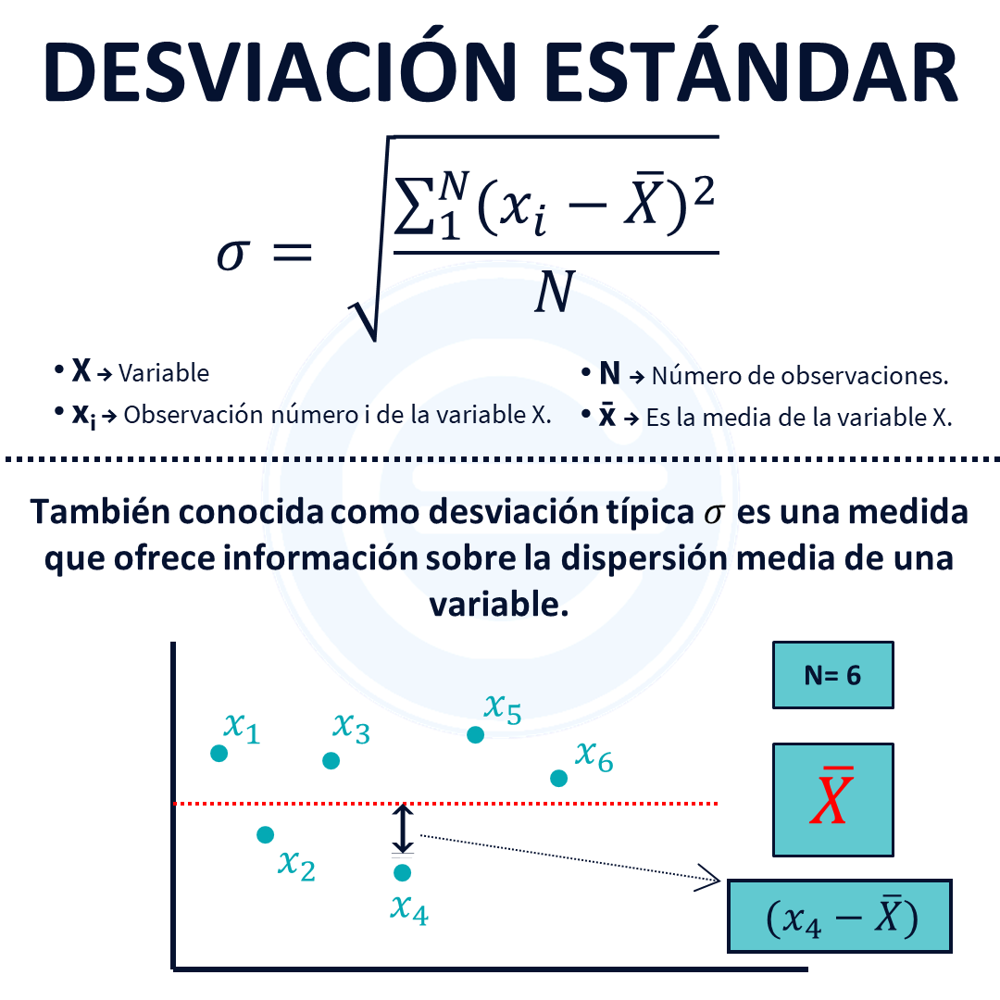 DESVIACIÓN ESTÁNDAR
σ = √(∑₁ᴺ(xᵢ − X̄)² / N)
• X → Variable
• xᵢ → Observación número i de la variable X.
• N → Número de observaciones.
• x̄ → Es la media de la variable X.
También conocida como desviación típica σ es una medida
que ofrece información sobre la dispersión media de una
variable.
N= 6
x₅
x₁
x₃
x₆
X̄
x₂
x₄
(x₄ − X̄)